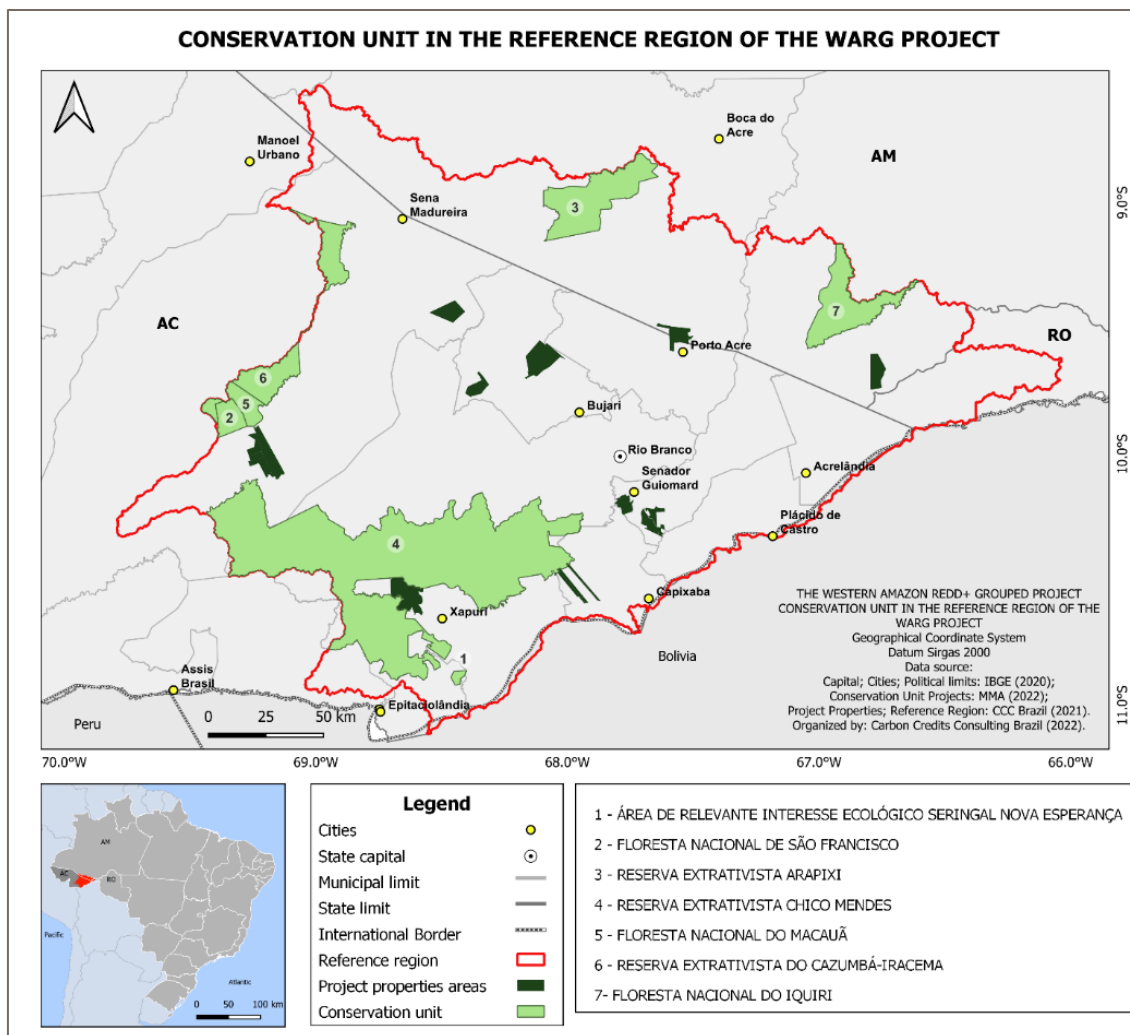 CONSERVATION UNIT IN THE REFERENCE REGION OF THE WARG PROJECT
Boca do
Acre
Manoel
Urbano
AM
Sena
Madureira
3
9.0°S
7
AC
RO
Porto Acre
6
5
2
Bujari
Rio Branco
10.0°S
Acrelândia
Senador
Guiomard
Plácido de
Castro
4
Capixaba
Xapuri
1
Bolivia
Assis
Brasil
Epitaciolândia
Peru
0 25 50 km
11.0°S
THE WESTERN AMAZON REDD+ GROUPED PROJECT
CONSERVATION UNIT IN THE REFERENCE REGION OF THE
WARG PROJECT
Geographical Coordinate System
Datum Sirgas 2000
Data source:
Capital; Cities; Political limits: IBGE (2020);
Conservation Unit Projects: MMA (2022);
Project Properties; Reference Region: CCC Brazil (2021).
Organized by: Carbon Credits Consulting Brazil (2022).
70.0°W 69.0°W 68.0°W 67.0°W 66.0°W
AM
AC
RO
Pacific
Atlantic
0 50 100 km
Legend
Cities
State capital
Municipal limit
State limit
International Border
Reference region
Project properties areas
Conservation unit
1 - ÁREA DE RELEVANTE INTERESSE ECOLÓGICO SERINGAL NOVA ESPERANÇA
2 - FLORESTA NACIONAL DE SÃO FRANCISCO
3 - RESERVA EXTRATIVISTA ARAPIXI
4 - RESERVA EXTRATIVISTA CHICO MENDES
5 - FLORESTA NACIONAL DO MACAUÃ
6 - RESERVA EXTRATIVISTA DO CAZUMBÁ-IRACEMA
7- FLORESTA NACIONAL DO IQUIRI